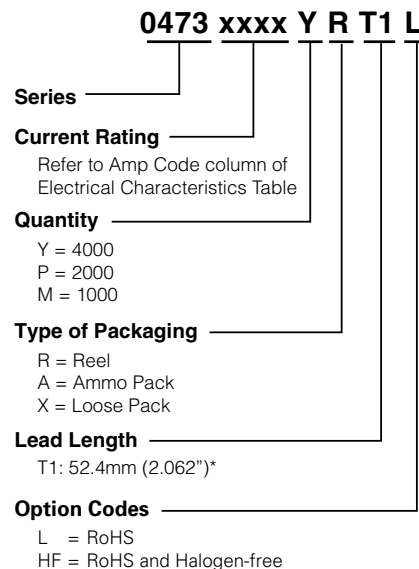 0473 xxxx Y R T1 L
Series
Current Rating
Refer to Amp Code column of
Electrical Characteristics Table
Quantity
Y = 4000
P = 2000
M = 1000
Type of Packaging
R = Reel
A = Ammo Pack
X = Loose Pack
Lead Length
T1: 52.4mm (2.062”)*
Option Codes
L = RoHS
HF = RoHS and Halogen-free